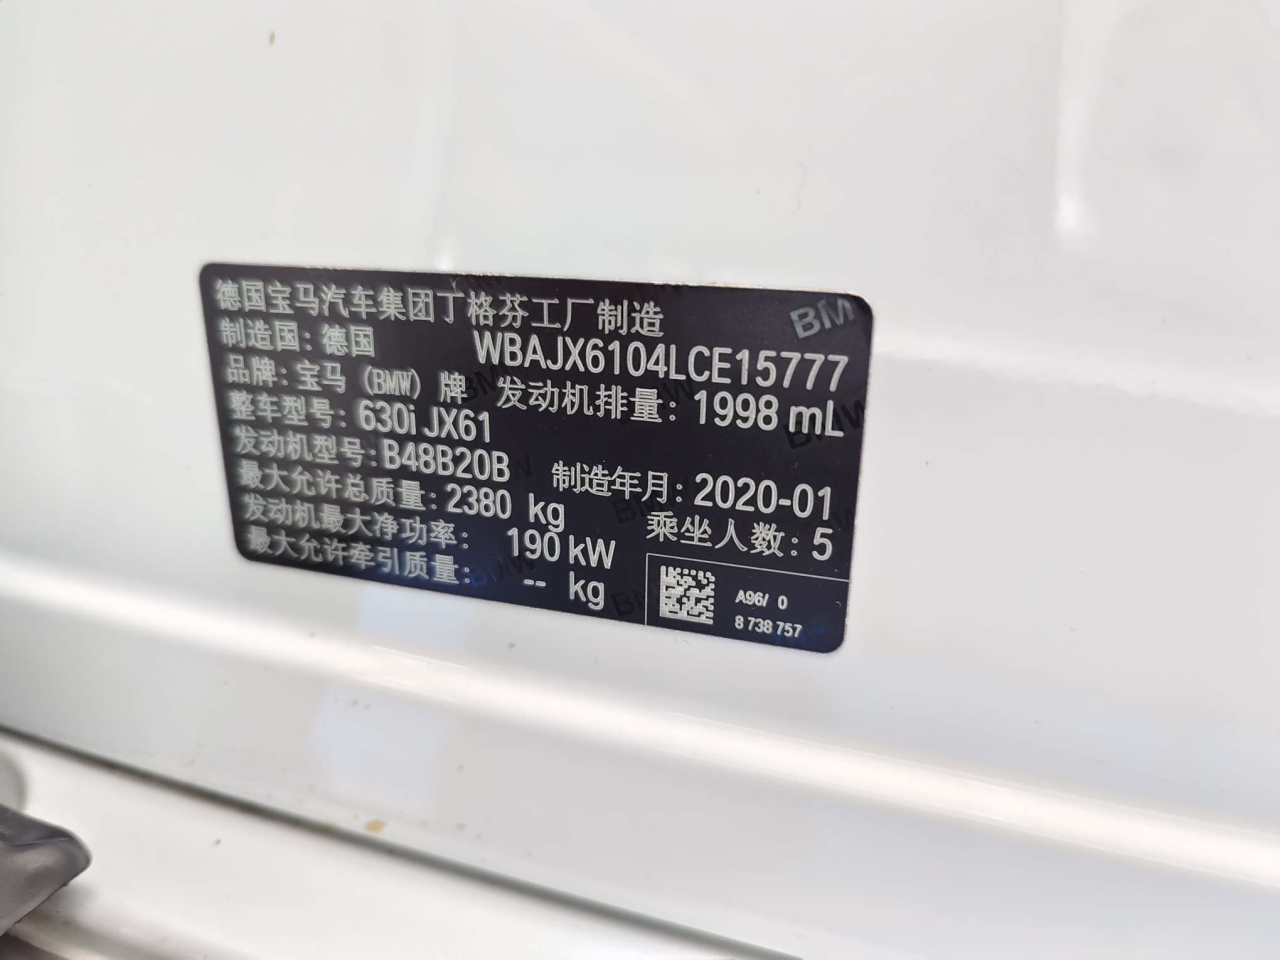 德国宝马汽车集团丁格芬工厂制造
制造国：德国
WBAJX6104LCE15777
品牌：宝马（BMW）牌
发动机排量：1998 mL
整车型号：630i JX61
发动机型号：B48B20B
制造年月：2020-01
最大允许总质量：2380 kg
乘坐人数：5
发动机最大净功率：190 kW
最大允许牵引质量：-- kg
A96/ 0
8 738 757
BMW